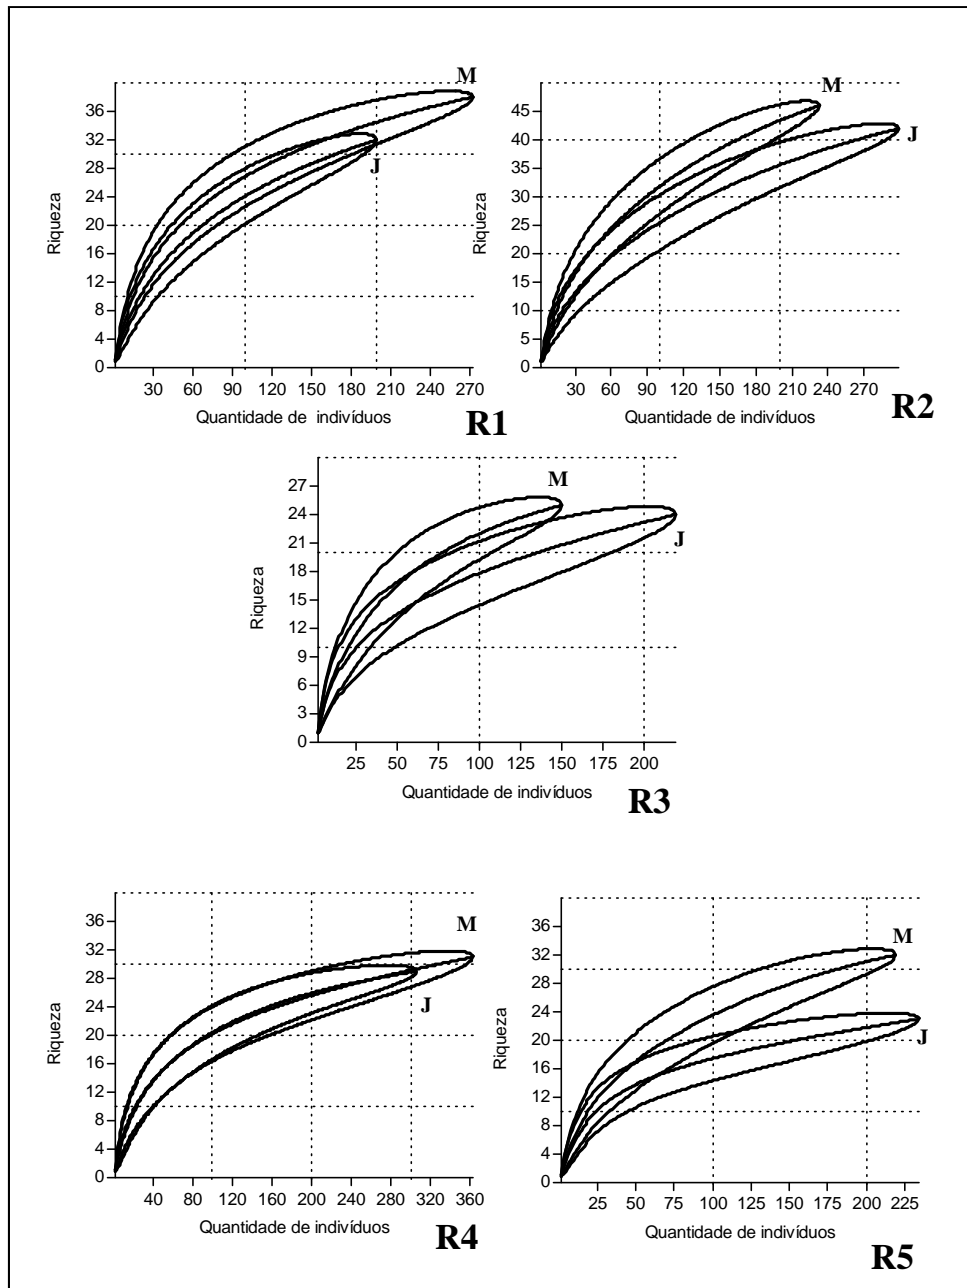 M
36
32
28
24
20
16
12
8
4
0
J
Riqueza
30 60 90 120 150 180 210 240 270
Quantidade de indivíduos
R1
M
45
40
35
30
25
20
15
10
5
0
J
Riqueza
30 60 90 120 150 180 210 240 270
Quantidade de indivíduos
R2
M
27
24
21
18
15
12
9
6
3
0
J
Riqueza
25 50 75 100 125 150 175 200
Quantidade de indivíduos
R3
M
36
32
28
24
20
16
12
8
4
0
J
Riqueza
40 80 120 160 200 240 280 320 360
Quantidade de indivíduos
R4
M
36
32
28
24
20
16
12
8
4
0
J
Riqueza
25 50 75 100 125 150 175 200 225
Quantidade de indivíduos
R5